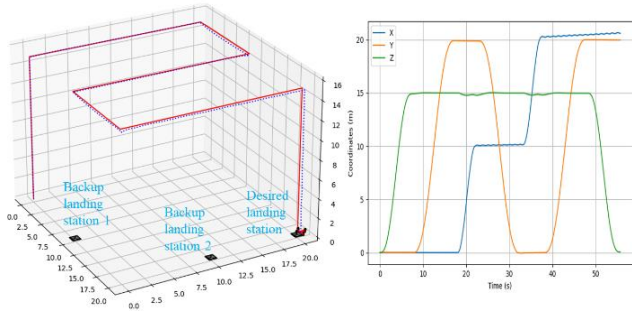 16
14
12
10
8
6
4
2
0
Backup
landing
station 1
Backup
landing
station 2
Desired
landing
station
0.0
2.5
5.0
7.5
10.0
12.5
15.0
17.5
20.0
0.0
2.5
5.0
7.5
10.0
12.5
15.0
17.5
20.0
X
Y
Z
Coordinates (m)
20
15
10
5
0
0
10
20
30
40
50
Time (s)